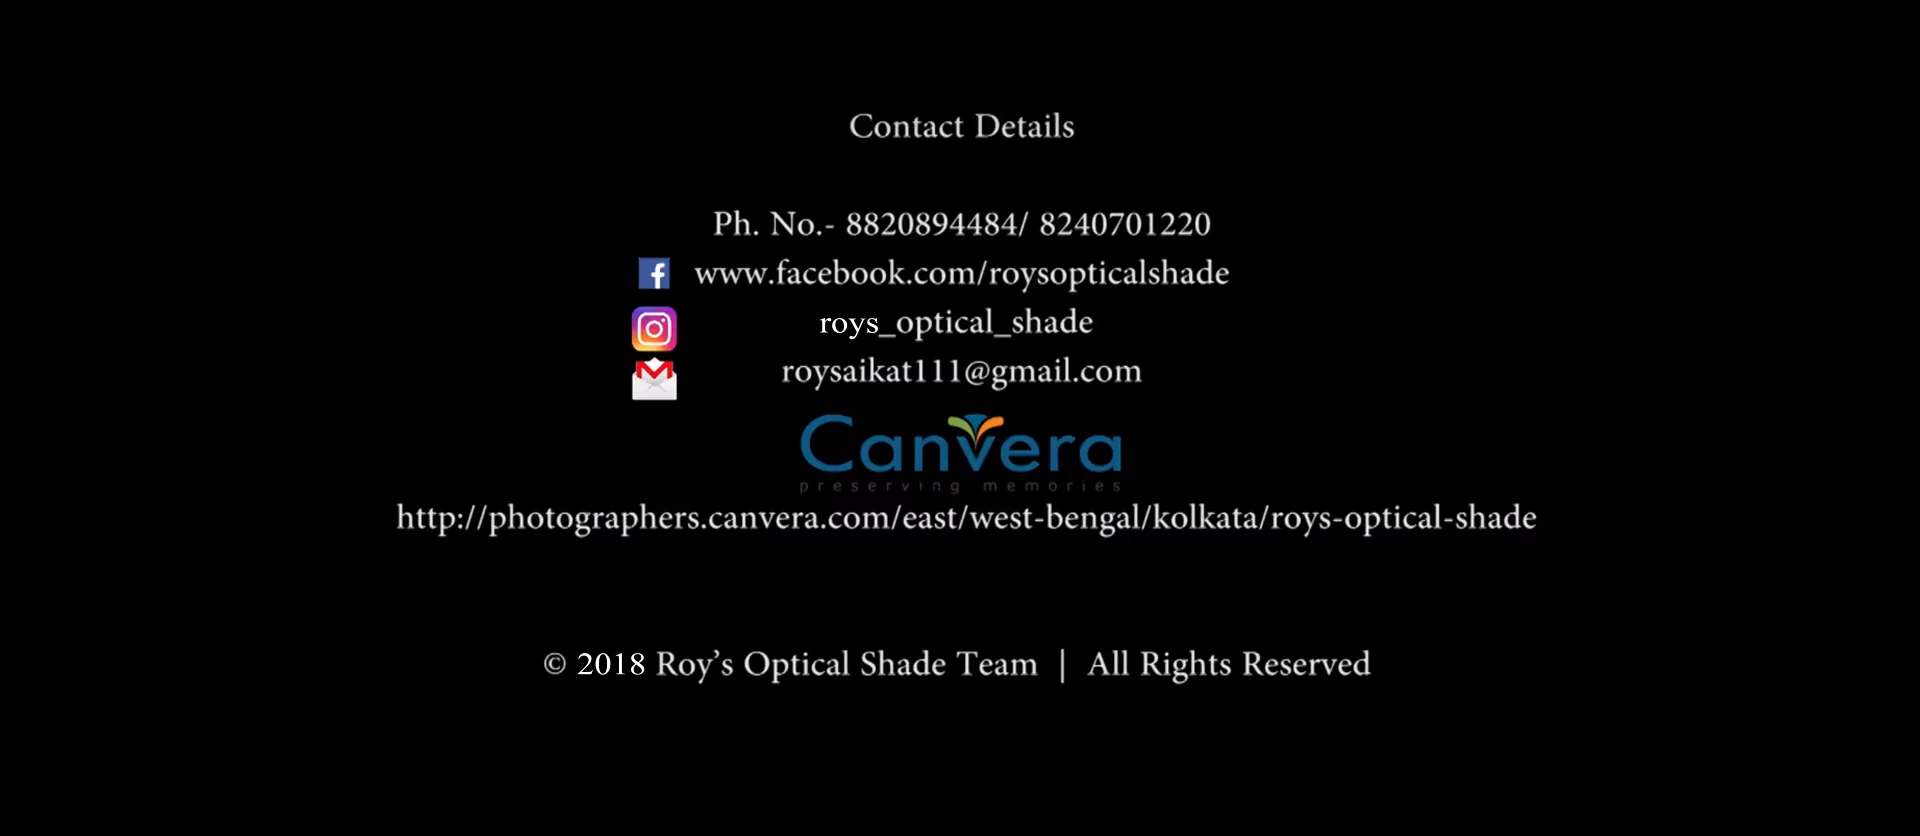 Contact Details
Ph. No.- 8820894484/ 8240701220
www.facebook.com/roysopticalshade
roys_optical_shade
roysaikat111@gmail.com
Canvera
preserving memories
http://photographers.canvera.com/east/west-bengal/kolkata/roys-optical-shade
© 2018 Roy’s Optical Shade Team | All Rights Reserved